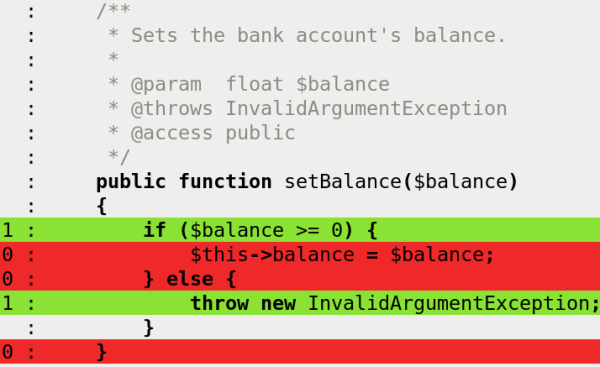 :     /**
:      * Sets the bank account's balance.
:      *
:      * @param  float $balance
:      * @throws InvalidArgumentException
:      * @access public
:      */
:     public function setBalance($balance)
:     {
1 :         if ($balance >= 0) {
0 :             $this->balance = $balance;
0 :         } else {
1 :             throw new InvalidArgumentException;
:         }
0 :     }